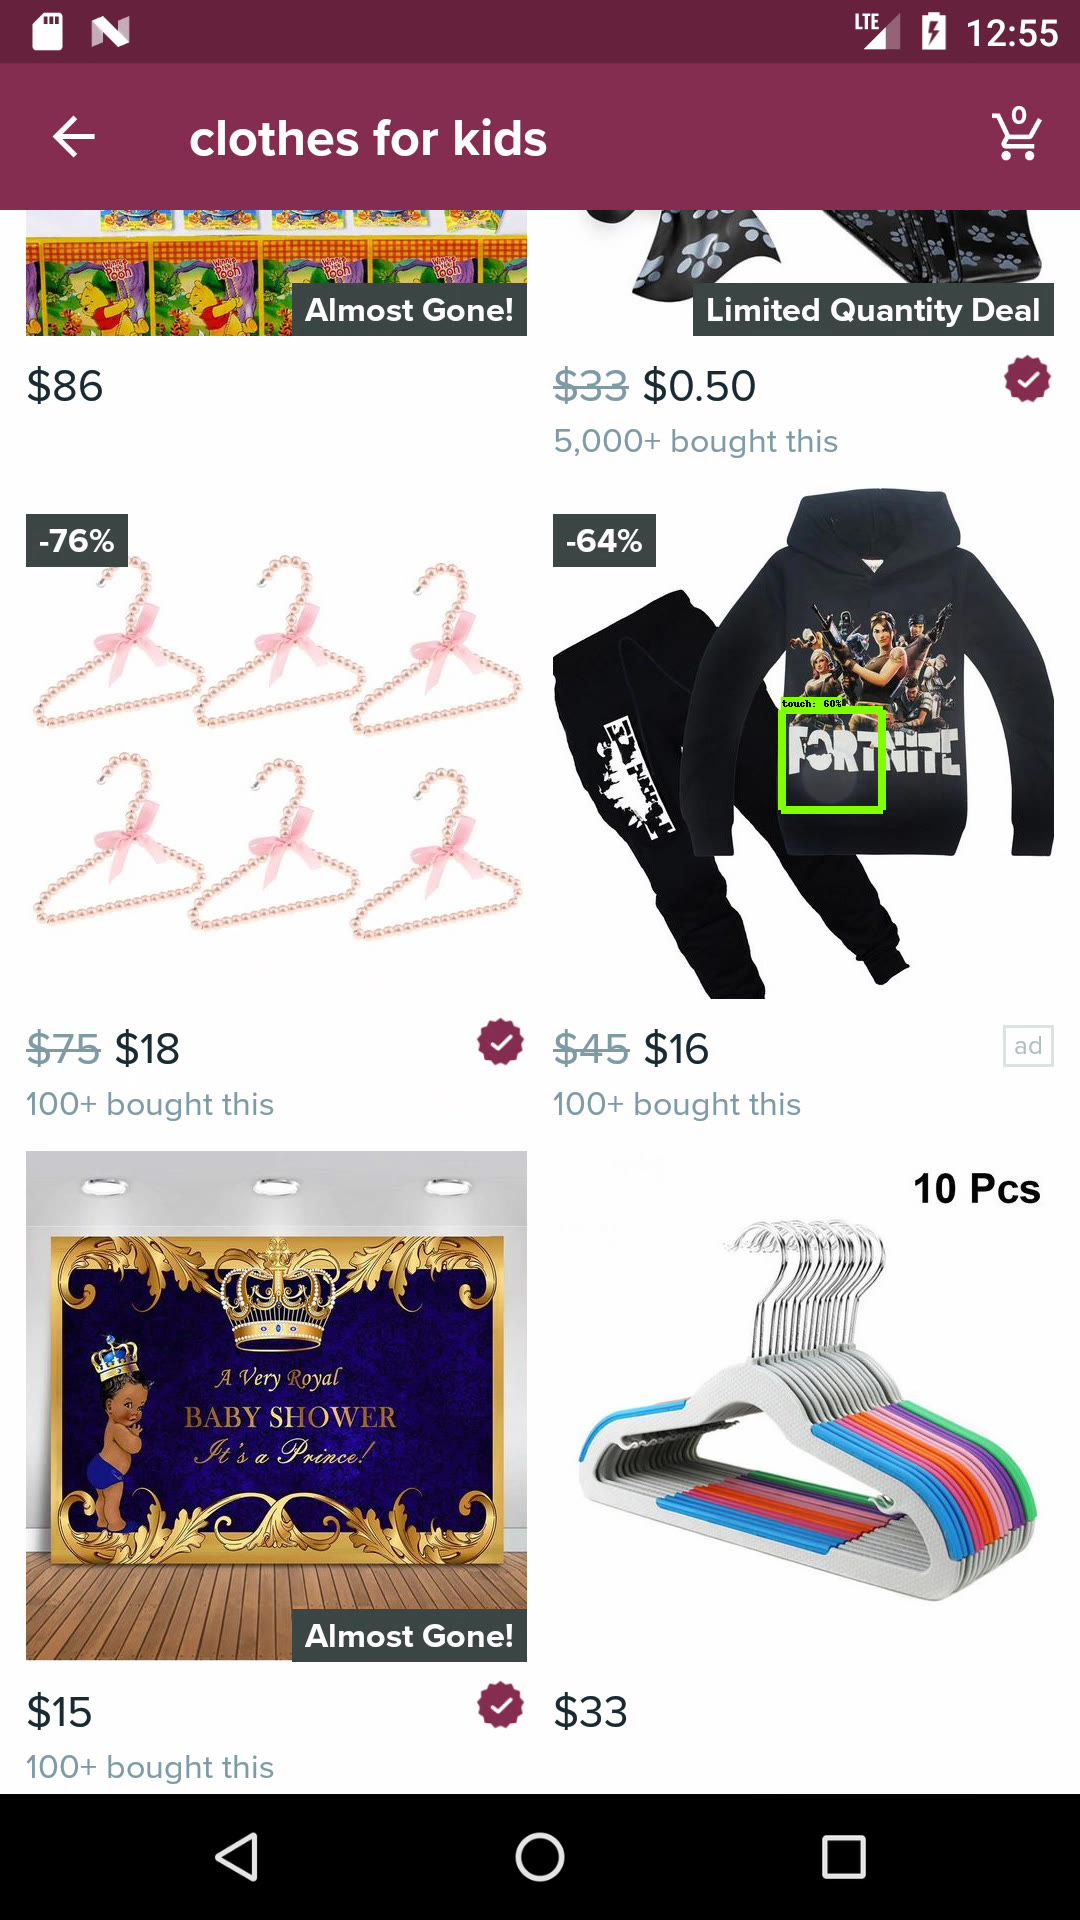 LTE
12:55
clothes for kids
0
Almost Gone!
Limited Quantity Deal
$86
$33 $0.50
5,000+ bought this
-76%
-64%
touch: 60%
FORTNITE
$75 $18
$45 $16
ad
100+ bought this
100+ bought this
10 Pcs
A Very Royal
BABY SHOWER
It's a Prince!
Almost Gone!
$15
$33
100+ bought this